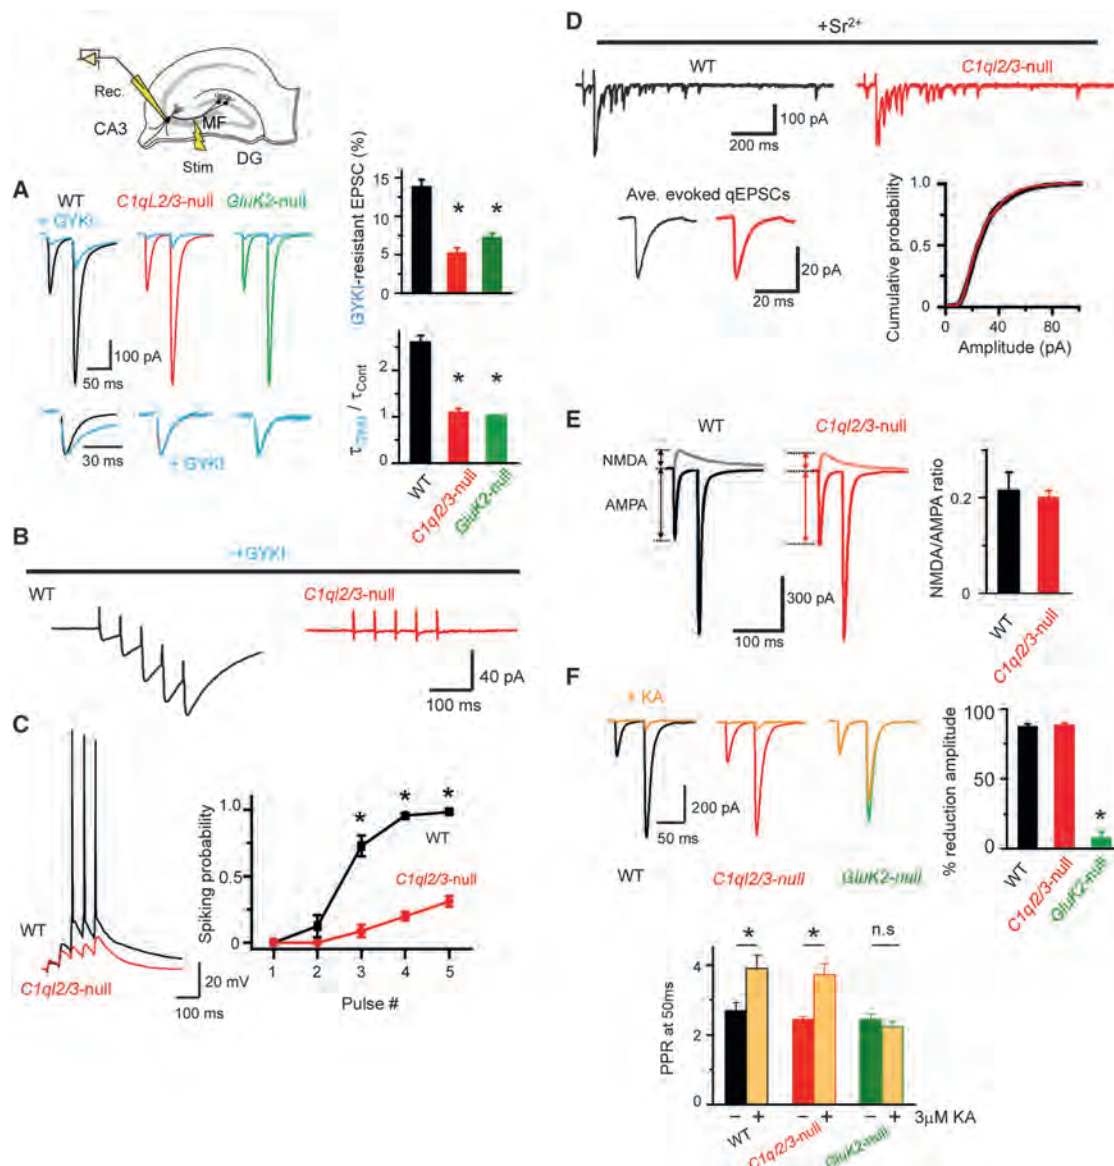 Rec.
CA3
MF
Stim
DG
A
WT
C1qL2/3-null
GluK2-null
+ GYKI
100 pA
50 ms
30 ms
+ GYKI
GYKI-resistant EPSC (%)
15
10
5
0
τGYKI / τCont
2
1
0
WT
C1ql2/3-null
GluK2-null
* *
* *
B
+GYKI
WT
C1ql2/3-null
40 pA
100 ms
C
WT
C1ql2/3-null
20 mV
100 ms
Spiking probability
1.0
0.5
0
* * *
WT
C1ql2/3-null
1 2 3 4 5
Pulse #
D
+Sr²⁺
WT
C1ql2/3-null
100 pA
200 ms
Ave. evoked qEPSCs
20 pA
20 ms
Cumulative probability
1.0
0.5
0
0 40 80
Amplitude (pA)
E
WT
C1ql2/3-null
NMDA
AMPA
300 pA
100 ms
NMDA/AMPA ratio
0.2
0
WT
C1ql2/3-null
F
+ KA
200 pA
50 ms
WT
C1ql2/3-null
GluK2-null
% reduction amplitude
100
50
0
*
WT
C1ql2/3-null
GluK2-null
PPR at 50ms
4
2
0
* * n.s
− + − + − + 3μM KA
WT
C1ql2/3-null
GluK2-null